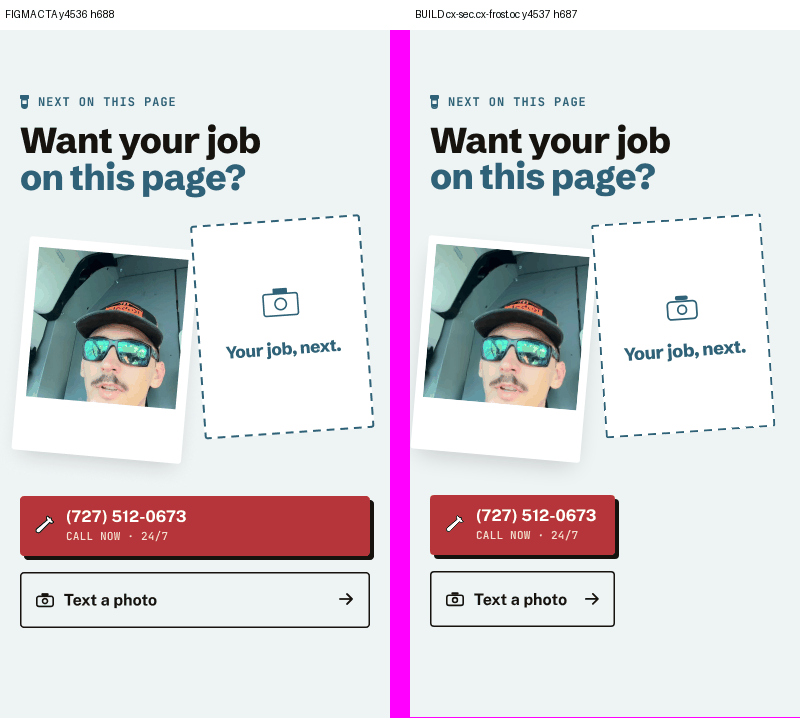 FIGMA CTA y4536 h688
NEXT ON THIS PAGE
Want your job
on this page?
Your job, next.
(727) 512-0673
CALL NOW · 24/7
Text a photo
BUILD cx-sec.cx-frost.oc y4537 h687
NEXT ON THIS PAGE
Want your job
on this page?
Your job, next.
(727) 512-0673
CALL NOW · 24/7
Text a photo